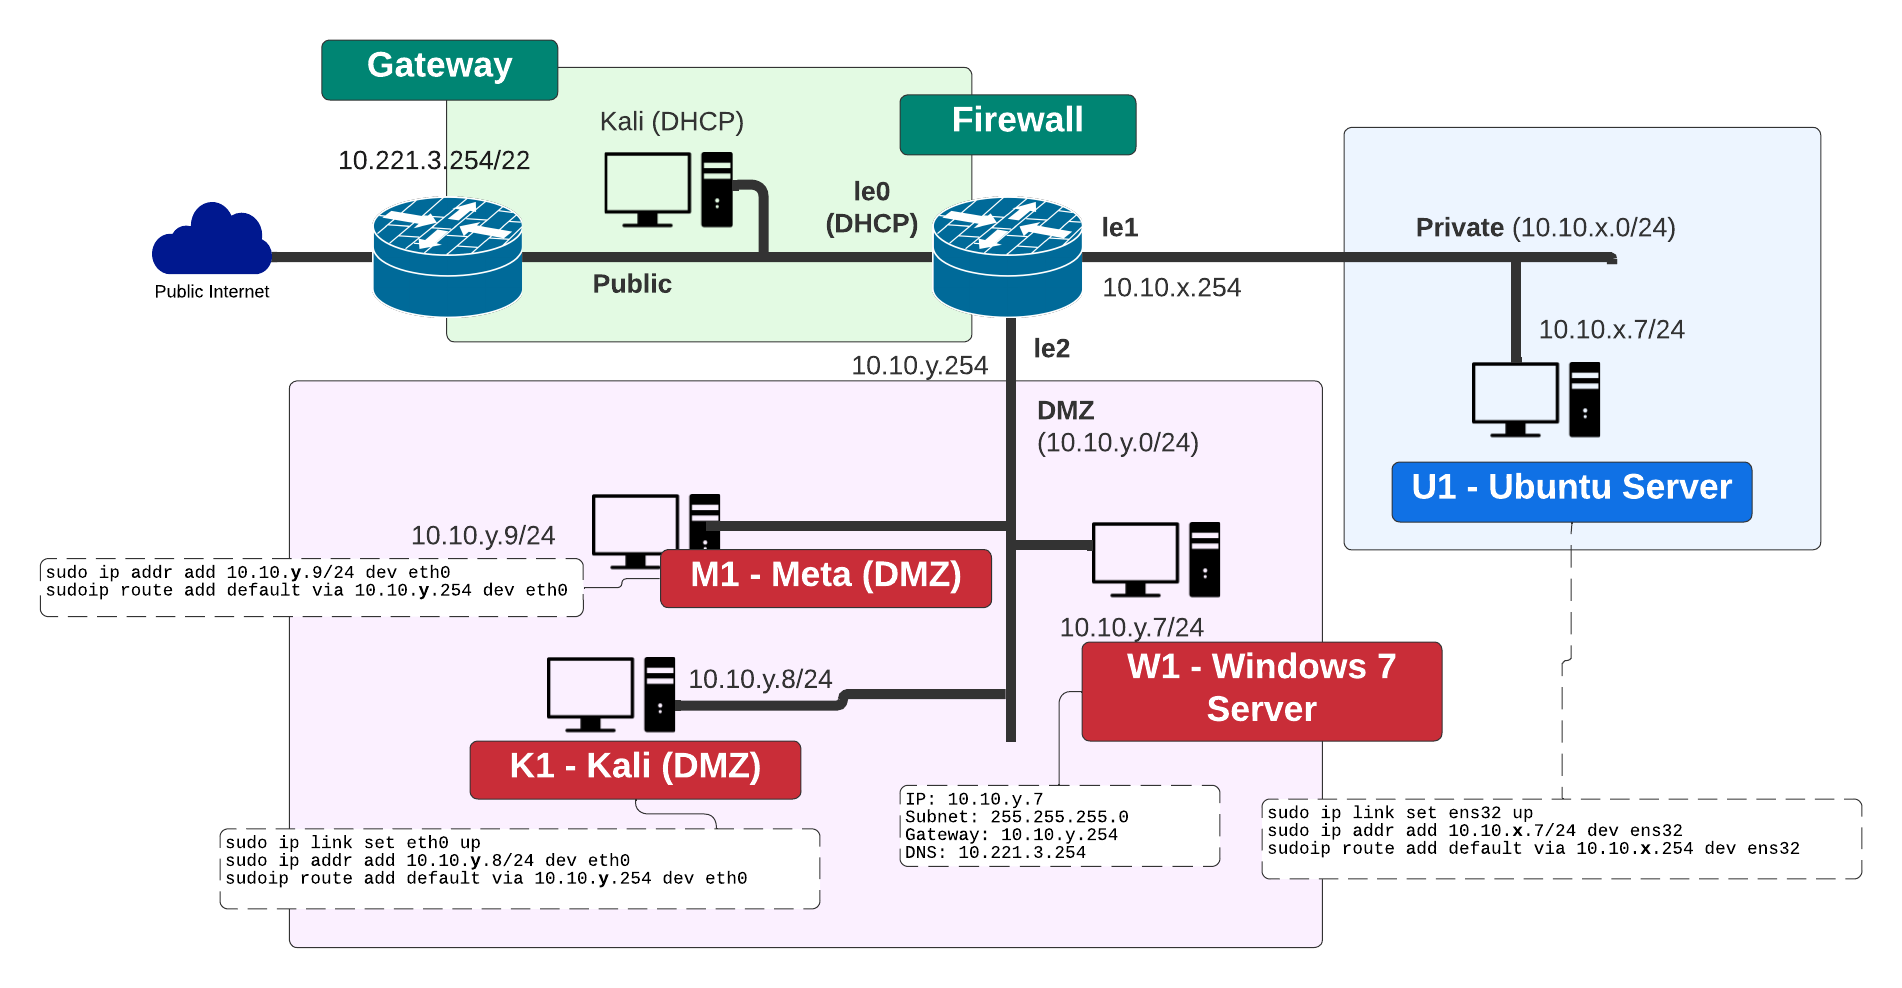 Gateway
Kali (DHCP)
Firewall
10.221.3.254/22
le0
(DHCP)
le1
Private (10.10.x.0/24)
Public Internet
Public
10.10.x.254
10.10.x.7/24
le2
10.10.y.254
DMZ
(10.10.y.0/24)
U1 - Ubuntu Server
10.10.y.9/24
sudo ip addr add 10.10.y.9/24 dev eth0
sudoip route add default via 10.10.y.254 dev eth0
M1 - Meta (DMZ)
10.10.y.7/24
W1 - Windows 7
Server
10.10.y.8/24
K1 - Kali (DMZ)
IP: 10.10.y.7
Subnet: 255.255.255.0
Gateway: 10.10.y.254
DNS: 10.221.3.254
sudo ip link set ens32 up
sudo ip addr add 10.10.x.7/24 dev ens32
sudoip route add default via 10.10.x.254 dev ens32
sudo ip link set eth0 up
sudo ip addr add 10.10.y.8/24 dev eth0
sudoip route add default via 10.10.y.254 dev eth0